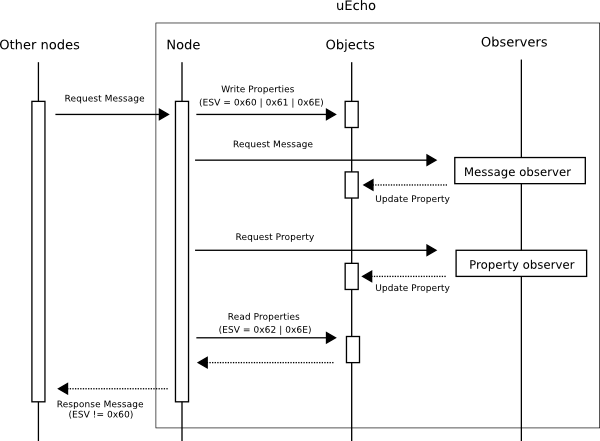 uEcho
Other nodes
Node
Objects
Observers
Request Message
Write Properties
(ESV = 0x60 | 0x61 | 0x6E)
Request Message
Message observer
Update Property
Request Property
Property observer
Update Property
Read Properties
(ESV = 0x62 | 0x6E)
Response Message
(ESV != 0x60)